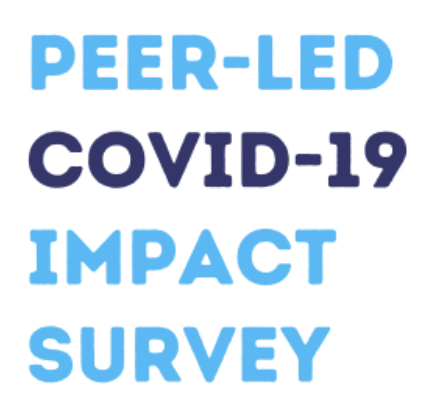 PEER-LED
COVID-19
IMPACT
SURVEY